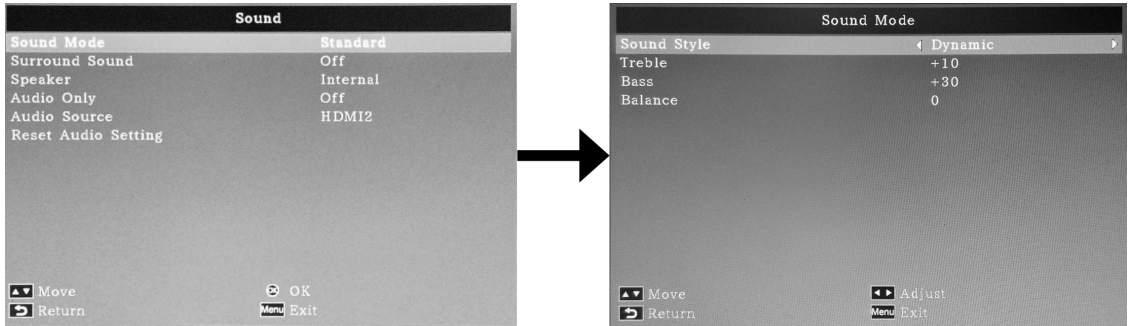 Sound
Sound Mode Standard
Surround Sound Off
Speaker Internal
Audio Only Off
Audio Source HDMI2
Reset Audio Setting
Move OK
Return Menu Exit
Sound Mode
Sound Style Dynamic
Treble +10
Bass +30
Balance 0
Move Adjust
Return Menu Exit